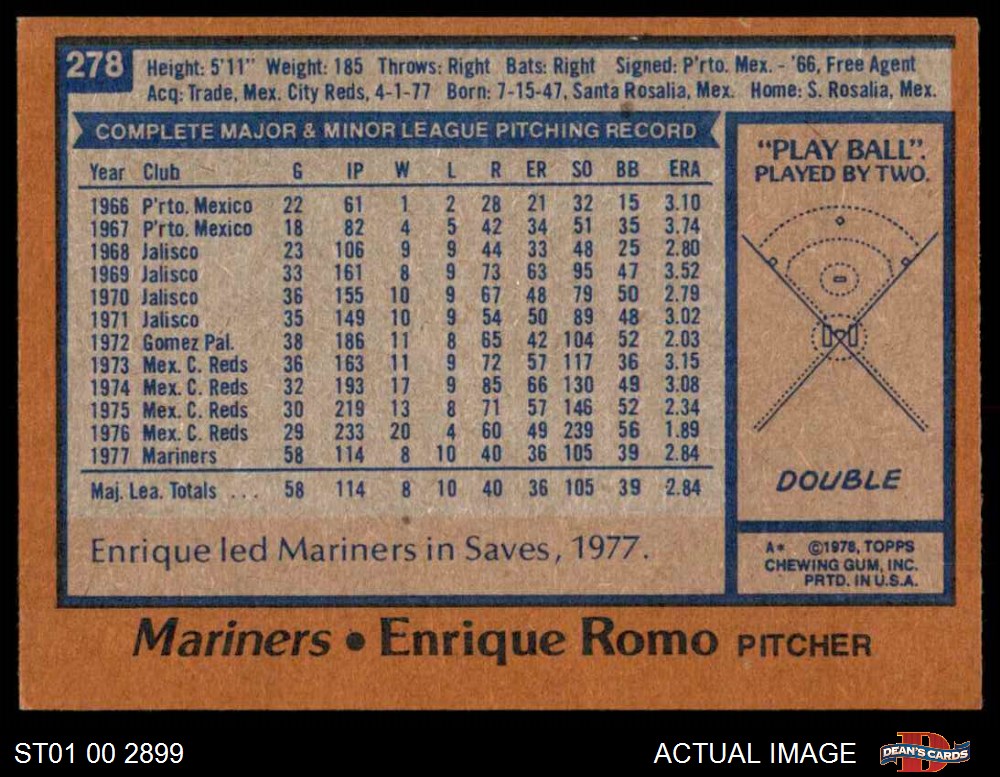 278
Height: 5'11" Weight: 185 Throws: Right Bats: Right Signed: P'rto. Mex. - '66, Free Agent
Acq: Trade, Mex. City Reds, 4-1-77 Born: 7-15-47, Santa Rosalia, Mex. Home: S. Rosalia, Mex.
COMPLETE MAJOR & MINOR LEAGUE PITCHING RECORD
Year Club G IP W L R ER SO BB ERA
1966 P'rto. Mexico 22 61 1 2 28 21 32 15 3.10
1967 P'rto. Mexico 18 82 4 5 42 34 51 35 3.74
1968 Jalisco 23 106 9 9 44 33 48 25 2.80
1969 Jalisco 33 161 8 9 73 63 95 47 3.52
1970 Jalisco 36 155 10 9 67 48 79 50 2.79
1971 Jalisco 35 149 10 9 54 50 89 48 3.02
1972 Gomez Pal. 38 186 11 8 65 42 104 52 2.03
1973 Mex. C. Reds 36 163 11 9 72 57 117 36 3.15
1974 Mex. C. Reds 32 193 17 9 85 66 130 49 3.08
1975 Mex. C. Reds 30 219 13 8 71 57 146 52 2.34
1976 Mex. C. Reds 29 233 20 4 60 49 239 56 1.89
1977 Mariners 58 114 8 10 40 36 105 39 2.84
Maj. Lea. Totals ... 58 114 8 10 40 36 105 39 2.84
Enrique led Mariners in Saves, 1977.
"PLAY BALL".
PLAYED BY TWO.
DOUBLE
A* ©1978, TOPPS
CHEWING GUM, INC.
PRTD. IN U.S.A.
Mariners • Enrique Romo PITCHER
ST01 00 2899
ACTUAL IMAGE
D
DEAN'S CARDS